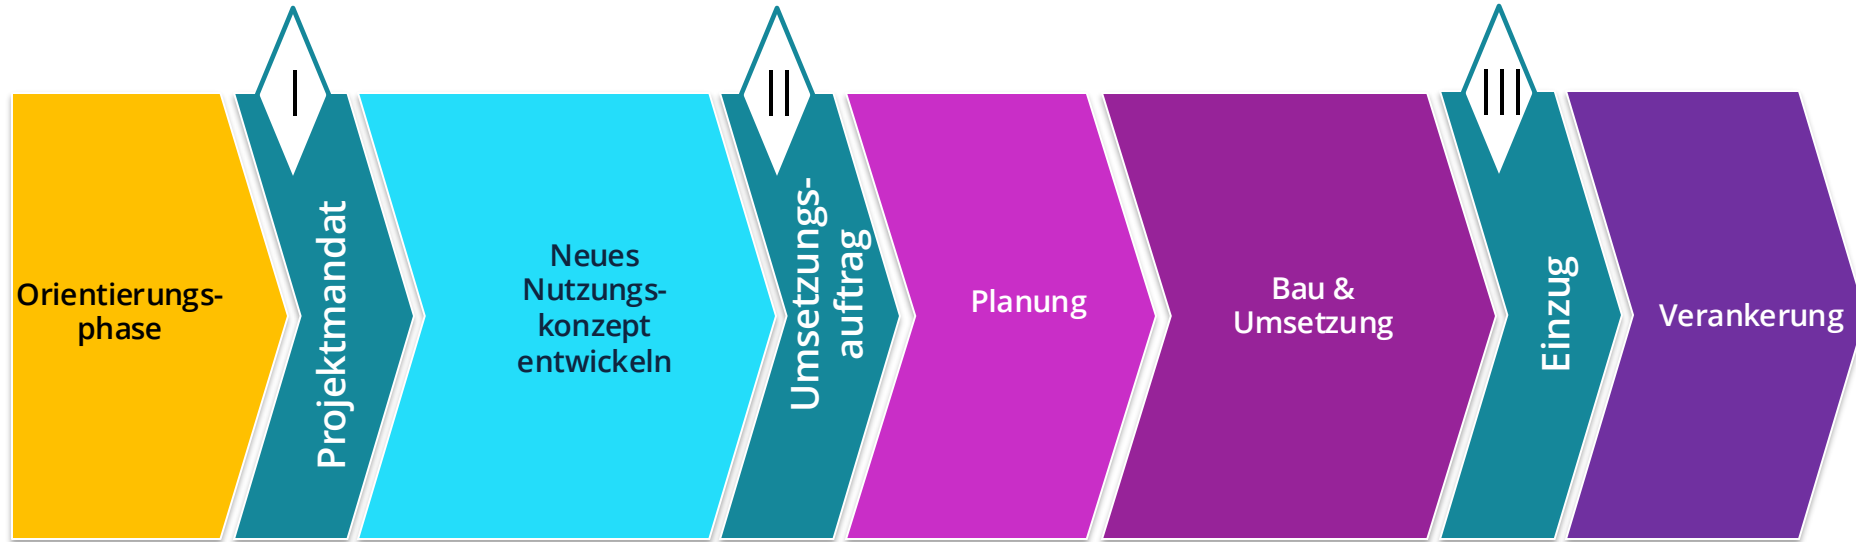 Orientierungs-
phase
I
Projektmandat
Neues
Nutzungs-
konzept
entwickeln
II
Umsetzungs-
auftrag
Planung
Bau &
Umsetzung
III
Einzug
Verankerung